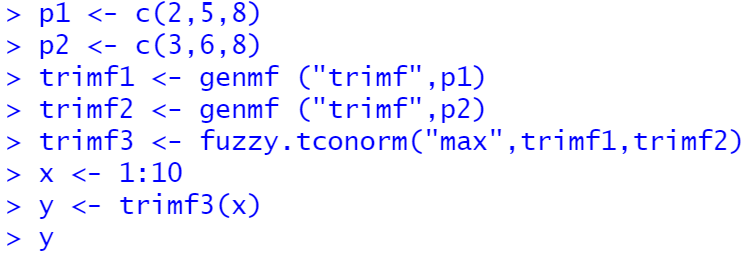 > p1 <- c(2,5,8)
> p2 <- c(3,6,8)
> trimf1 <- genmf ("trimf",p1)
> trimf2 <- genmf ("trimf",p2)
> trimf3 <- fuzzy.tconorm("max",trimf1,trimf2)
> x <- 1:10
> y <- trimf3(x)
> y